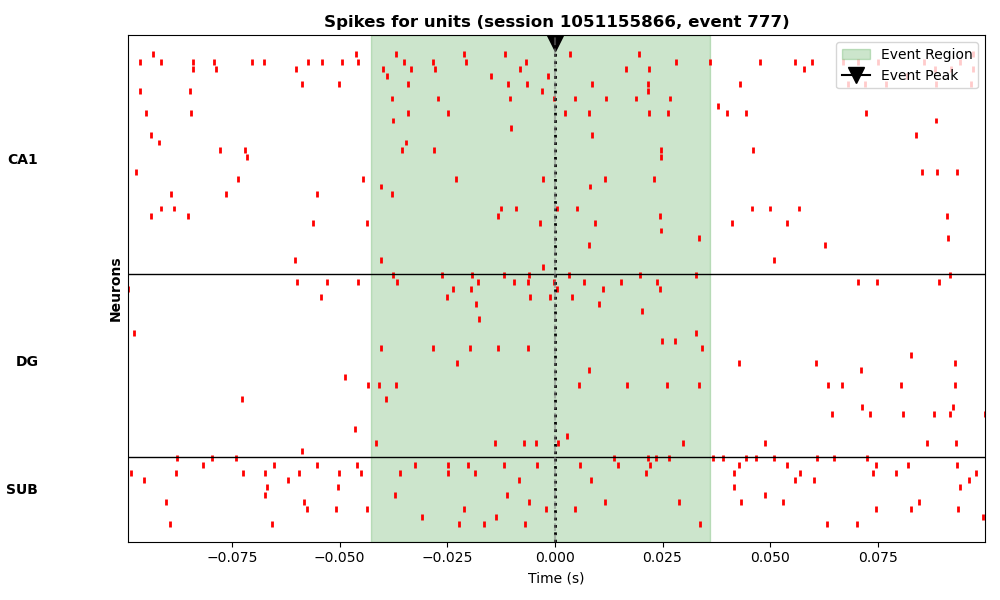 Spikes for units (session 1051155866, event 777)
Event Region
Event Peak
CA1
DG
SUB
Neurons
−0.075 −0.050 −0.025 0.000 0.025 0.050 0.075
Time (s)